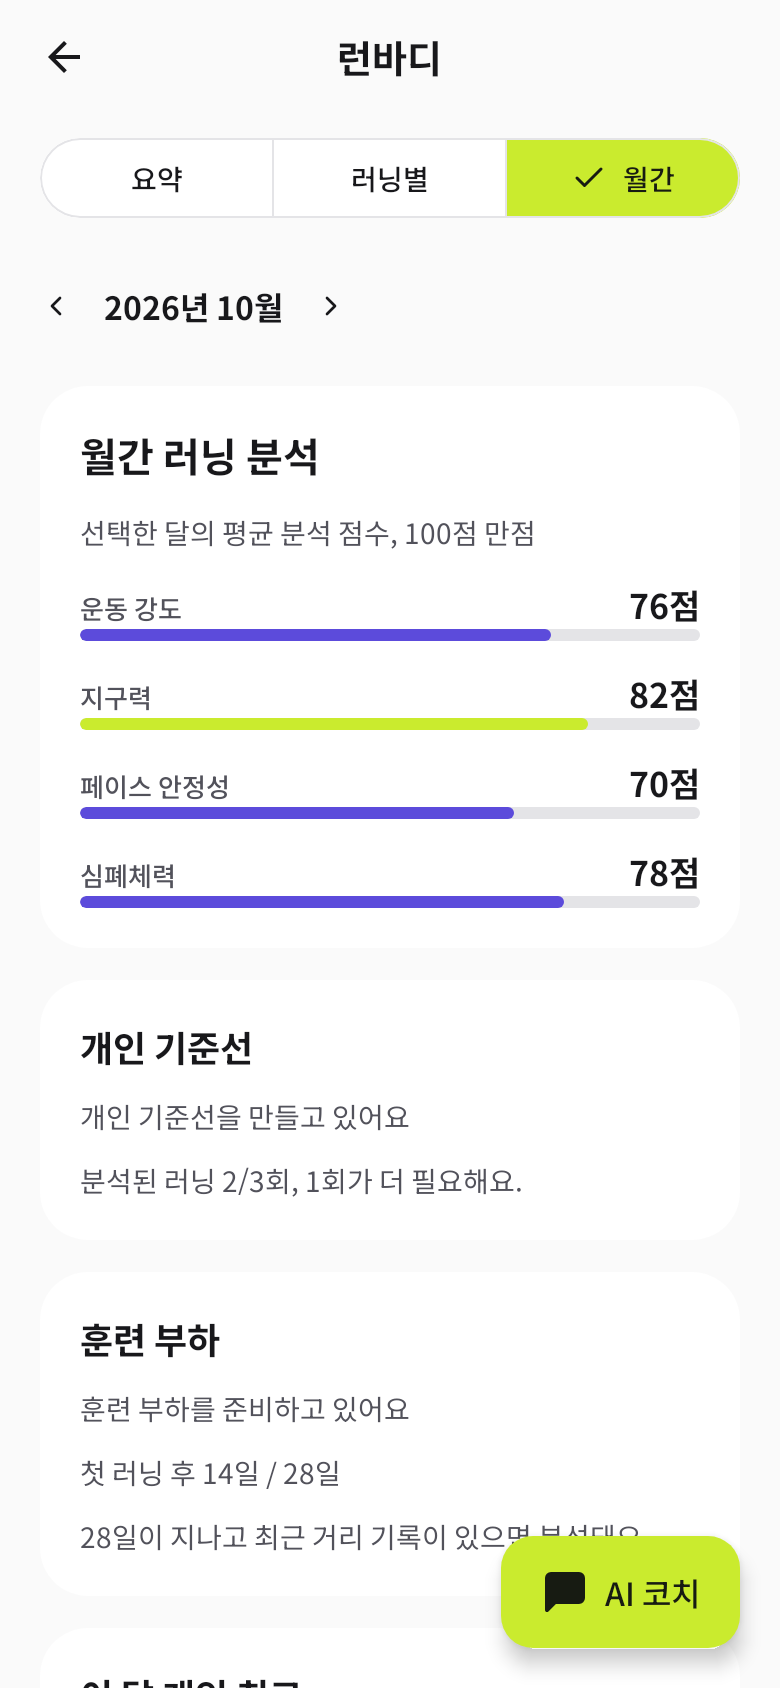 런바디
요약
러닝별
월간
2026년 10월
월간 러닝 분석
선택한 달의 평균 분석 점수, 100점 만점
운동 강도
76점
지구력
82점
페이스 안정성
70점
심폐체력
78점
개인 기준선
개인 기준선을 만들고 있어요
분석된 러닝 2/3회, 1회가 더 필요해요.
훈련 부하
훈련 부하를 준비하고 있어요
첫 러닝 후 14일 / 28일
28일이 지나고 최근 거리 기록이 있으면
AI 코치